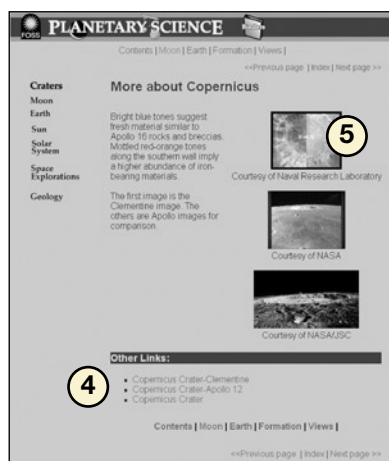 FOSS PLANETARY SCIENCE
Contents | Moon | Earth | Formation | Views |
<<Previous page | Index | Next page >>
Craters
Moon
Earth
Sun
Solar
System
Space
Explorations
Geology
More about Copernicus
Bright blue tones suggest
fresh material similar to
Apollo 16 rocks and breccias.
Mottled red-orange tones
along the southern wall imply
a higher abundance of iron-
bearing materials.
The first image is the
Clementine image. The
others are Apollo images for
comparison.
5
Courtesy of Naval Research Laboratory
Courtesy of NASA
Courtesy of NASA/JSC
Other Links:
4
Copernicus Crater-Clementine
Copernicus Crater-Apollo 12
Copernicus Crater
Contents | Moon | Earth | Formation | Views |
<<Previous page | Index | Next page >>